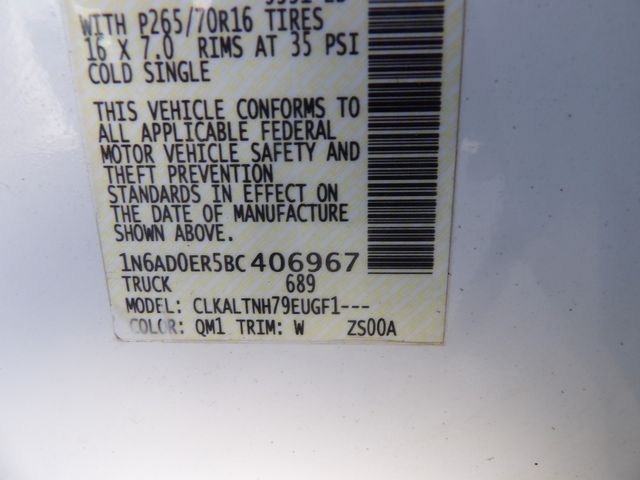 WITH P265/70R16 TIRES
16 X 7.0 RIMS AT 35 PSI
COLD SINGLE
THIS VEHICLE CONFORMS TO
ALL APPLICABLE FEDERAL
MOTOR VEHICLE SAFETY AND
THEFT PREVENTION
STANDARDS IN EFFECT ON
THE DATE OF MANUFACTURE
SHOWN ABOVE.
1N6AD0ER5BC406967
TRUCK 689
MODEL: CLKALTNH79EUGF1---
COLOR: QM1 TRIM: W ZS00A